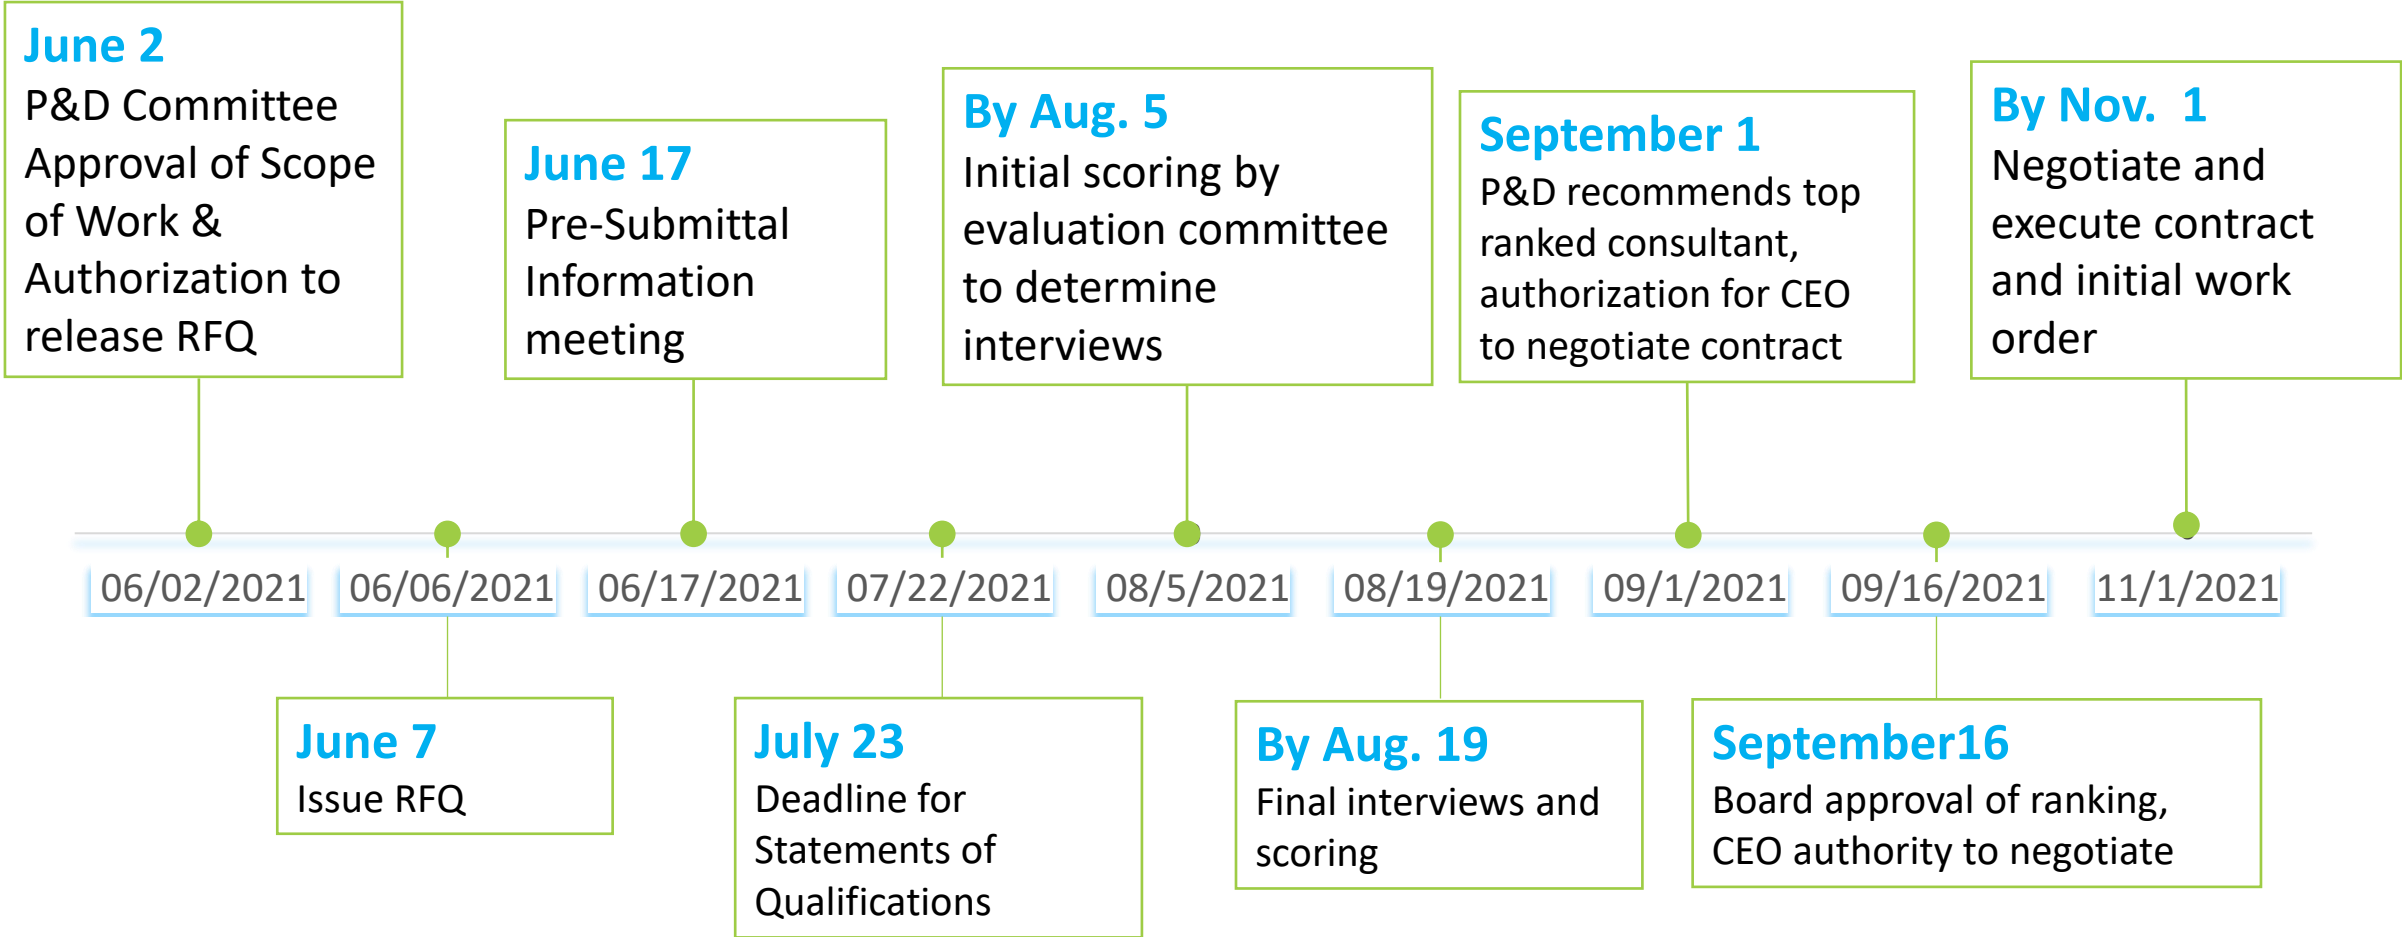 June 2
P&D Committee
Approval of Scope
of Work &
Authorization to
release RFQ
June 17
Pre-Submittal
Information
meeting
By Aug. 5
Initial scoring by
evaluation committee
to determine
interviews
September 1
P&D recommends top
ranked consultant,
authorization for CEO
to negotiate contract
By Nov.  1
Negotiate and
execute contract
and initial work
order
06/02/2021
06/06/2021
06/17/2021
07/22/2021
08/5/2021
08/19/2021
09/1/2021
09/16/2021
11/1/2021
June 7
Issue RFQ
July 23
Deadline for
Statements of
Qualifications
By Aug. 19
Final interviews and
scoring
September16
Board approval of ranking,
CEO authority to negotiate